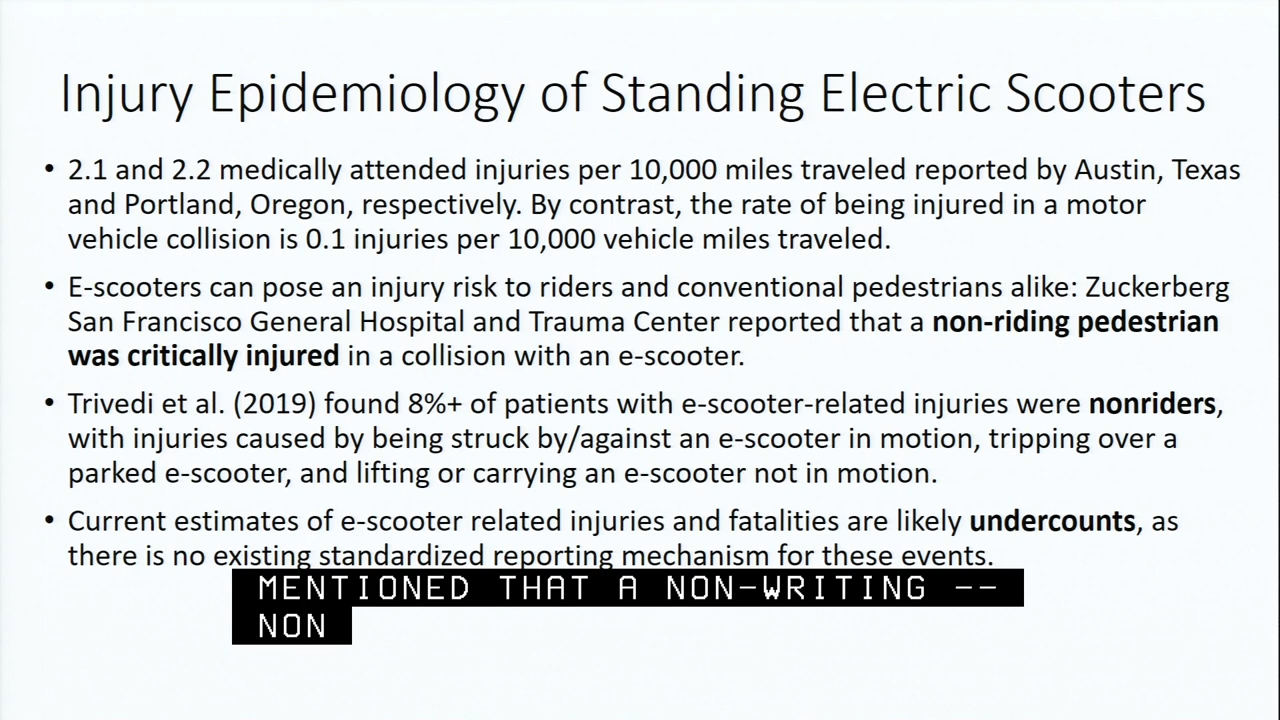 Injury Epidemiology of Standing Electric Scooters
• 2.1 and 2.2 medically attended injuries per 10,000 miles traveled reported by Austin, Texas
and Portland, Oregon, respectively. By contrast, the rate of being injured in a motor
vehicle collision is 0.1 injuries per 10,000 vehicle miles traveled.
• E-scooters can pose an injury risk to riders and conventional pedestrians alike: Zuckerberg
San Francisco General Hospital and Trauma Center reported that a non-riding pedestrian
was critically injured in a collision with an e-scooter.
• Trivedi et al. (2019) found 8%+ of patients with e-scooter-related injuries were nonriders,
with injuries caused by being struck by/against an e-scooter in motion, tripping over a
parked e-scooter, and lifting or carrying an e-scooter not in motion.
• Current estimates of e-scooter related injuries and fatalities are likely undercounts, as
there is no existing standardized reporting mechanism for these events.
MENTIONED THAT A NON-WRITING --
NON